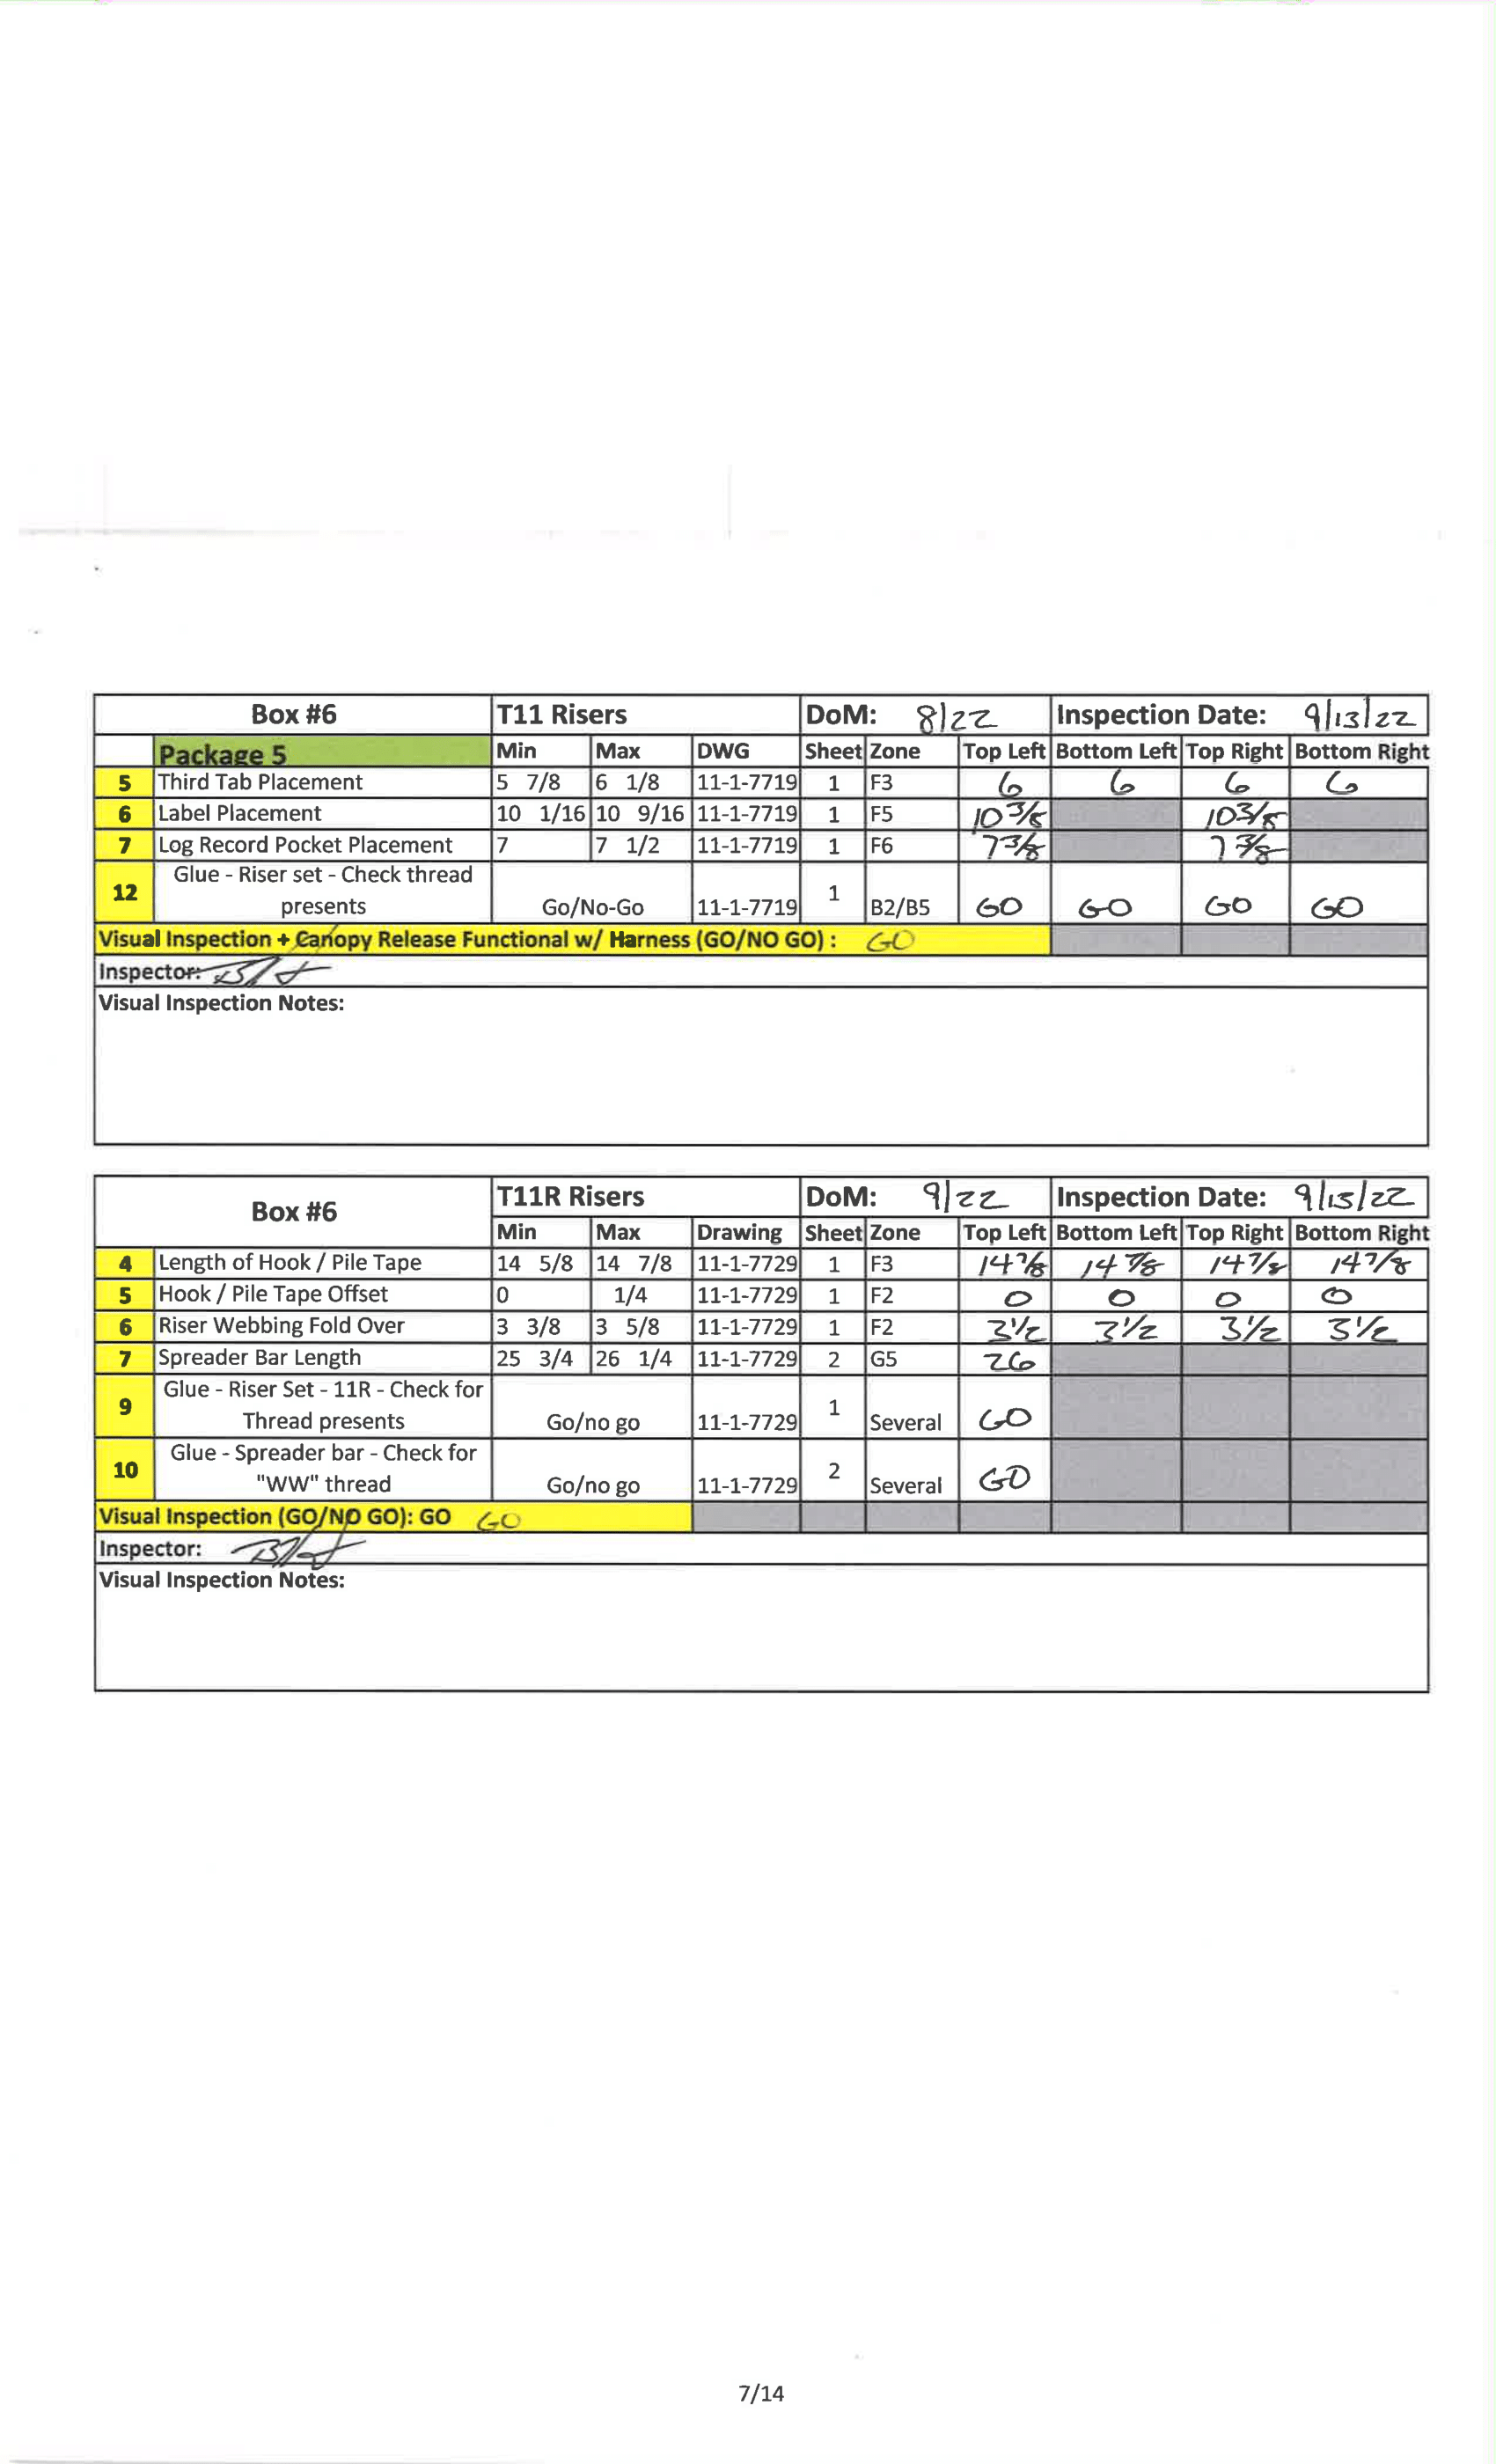 Box #6 T11 Risers DoM: 8/22 Inspection Date: 9/13/22
Package 5 Min Max DWG Sheet Zone Top Left Bottom Left Top Right Bottom Right
5 Third Tab Placement 5 7/8 6 1/8 11-1-7719 1 F3 6 6 6 6
6 Label Placement 10 1/16 10 9/16 11-1-7719 1 F5 10 3/8 10 3/8
7 Log Record Pocket Placement 7 7 1/2 11-1-7719 1 F6 7 3/8 7 3/8
Glue - Riser set - Check thread
12 presents Go/No-Go 11-1-7719 1 B2/B5 GO GO GO GO
Visual Inspection + Canopy Release Functional w/ Harness (GO/NO GO) : GO
Inspector:
Visual Inspection Notes:
Box #6 T11R Risers DoM: 9/22 Inspection Date: 9/13/22
Min Max Drawing Sheet Zone Top Left Bottom Left Top Right Bottom Right
4 Length of Hook / Pile Tape 14 5/8 14 7/8 11-1-7729 1 F3 14 7/8 14 7/8 14 7/8 14 7/8
5 Hook / Pile Tape Offset 0 1/4 11-1-7729 1 F2 0 0 0 0
6 Riser Webbing Fold Over 3 3/8 3 5/8 11-1-7729 1 F2 3 1/2 3 1/2 3 1/2 3 1/2
7 Spreader Bar Length 25 3/4 26 1/4 11-1-7729 2 G5 26
Glue - Riser Set - 11R - Check for
9 Thread presents Go/no go 11-1-7729 1 Several GO
Glue - Spreader bar - Check for
10 "WW" thread Go/no go 11-1-7729 2 Several GO
Visual Inspection (GO/NO GO): GO GO
Inspector:
Visual Inspection Notes:
7/14